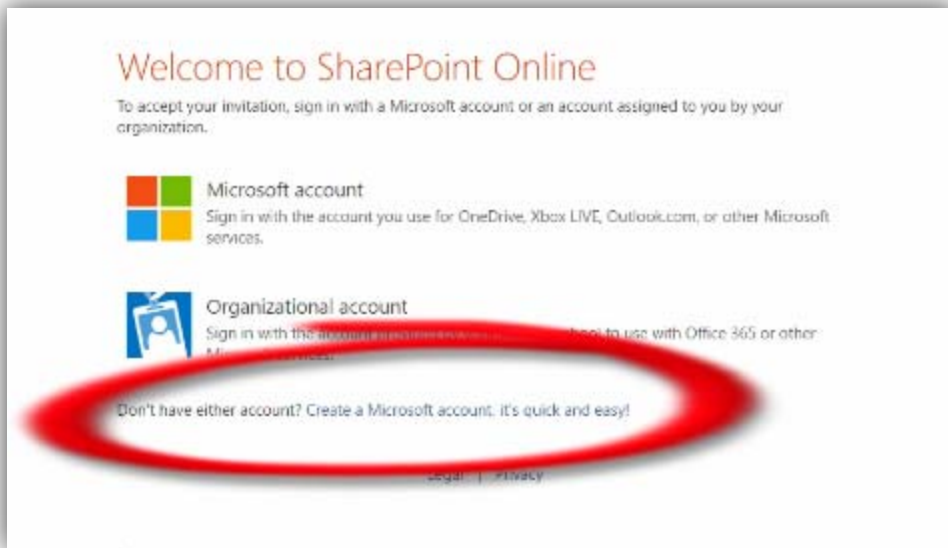 Welcome to SharePoint Online
To accept your invitation, sign in with a Microsoft account or an account assigned to you by your
organization.
Microsoft account
Sign in with the account you use for OneDrive, Xbox LIVE, Outlook.com, or other Microsoft
services.
Organizational account
Sign in with the account to use with Office 365 or other
Don't have either account? Create a Microsoft account, it's quick and easy!
Legal | Privacy